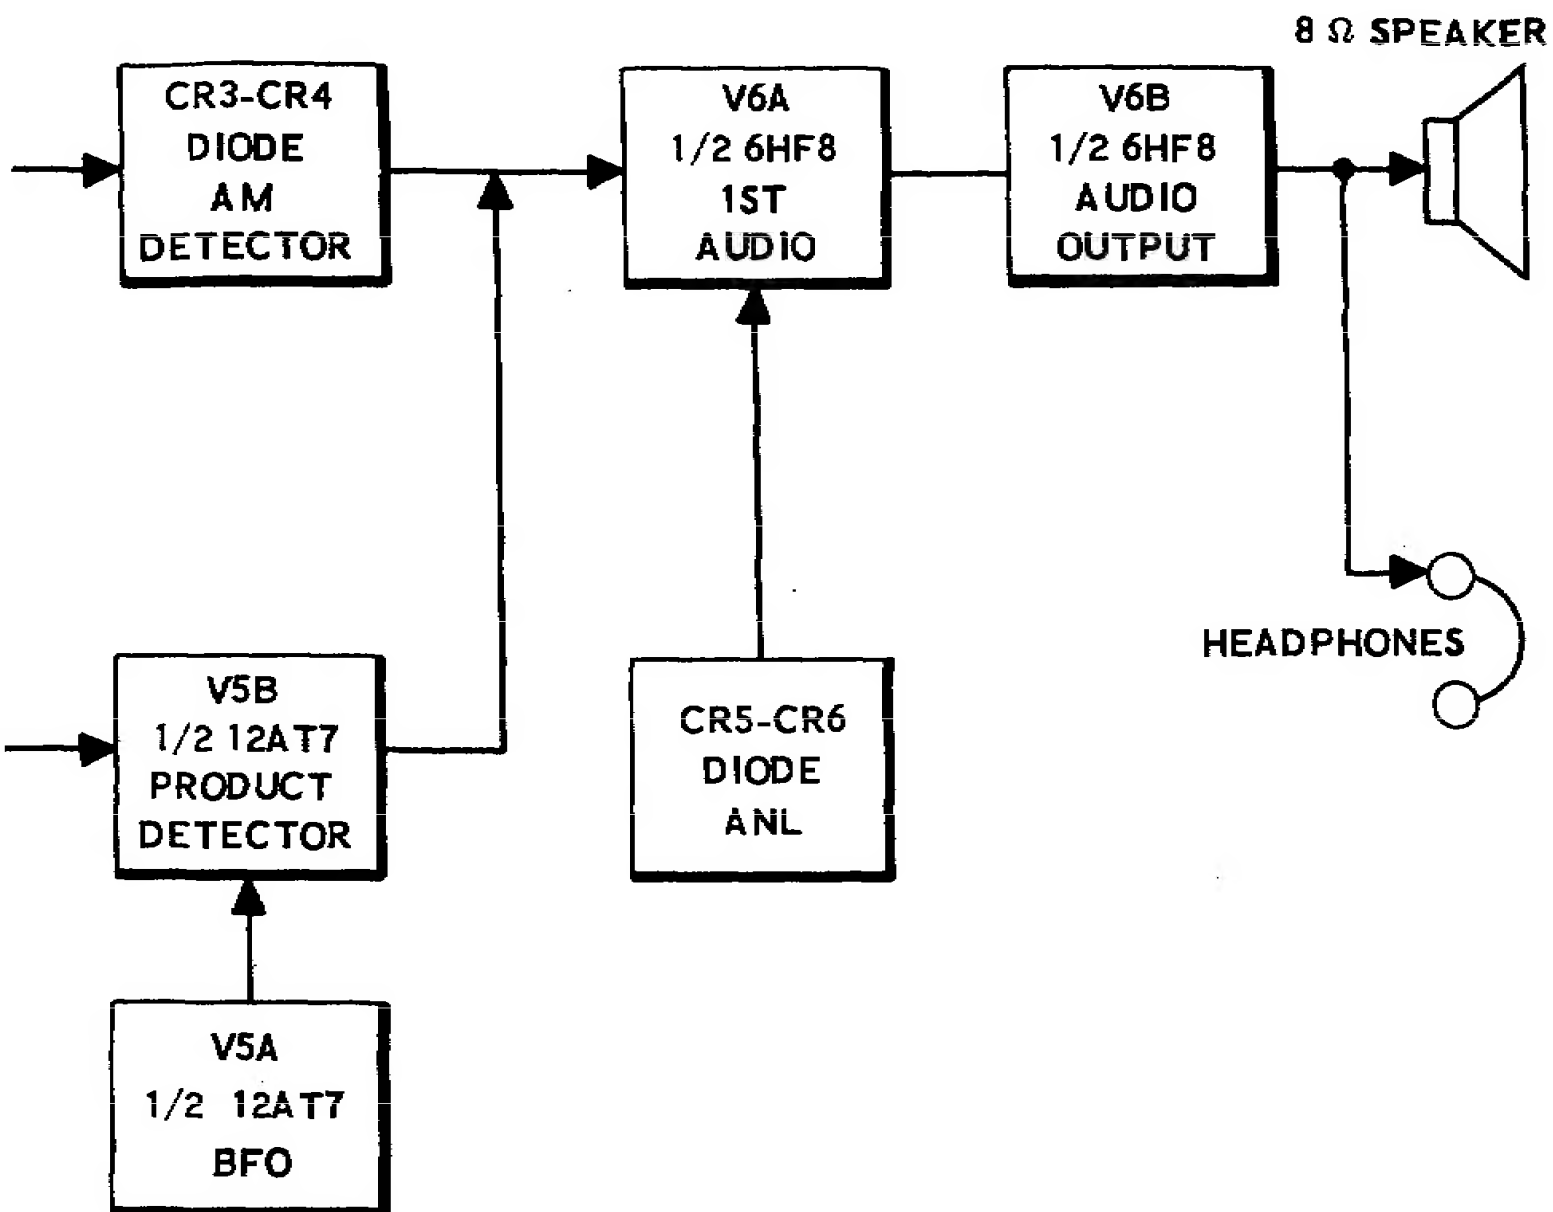 8 Ω SPEAKER
CR3-CR4
DIODE
AM
DETECTOR
V6A
1/2 6HF8
1ST
AUDIO
V6B
1/2 6HF8
AUDIO
OUTPUT
HEADPHONES
V5B
1/2 12AT7
PRODUCT
DETECTOR
CR5-CR6
DIODE
ANL
V5A
1/2 12AT7
BFO